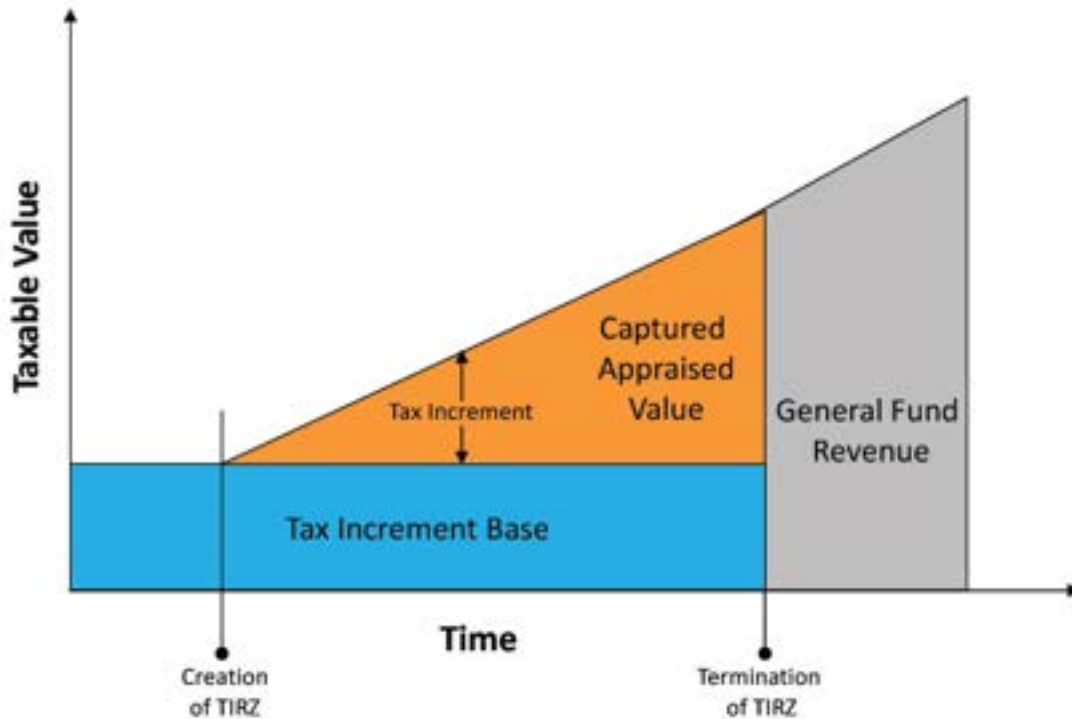 Taxable Value
Captured
Appraised
Value
Tax Increment
General Fund
Revenue
Tax Increment Base
Time
Creation
of TIRZ
Termination
of TIRZ